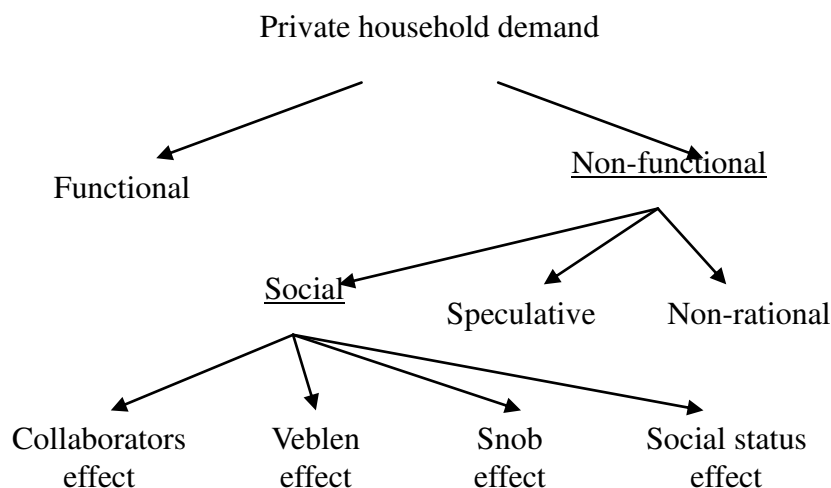 Private household demand
Non-functional
Functional
Social
Speculative
Non-rational
Collaborators
effect
Veblen
effect
Snob
effect
Social status
effect